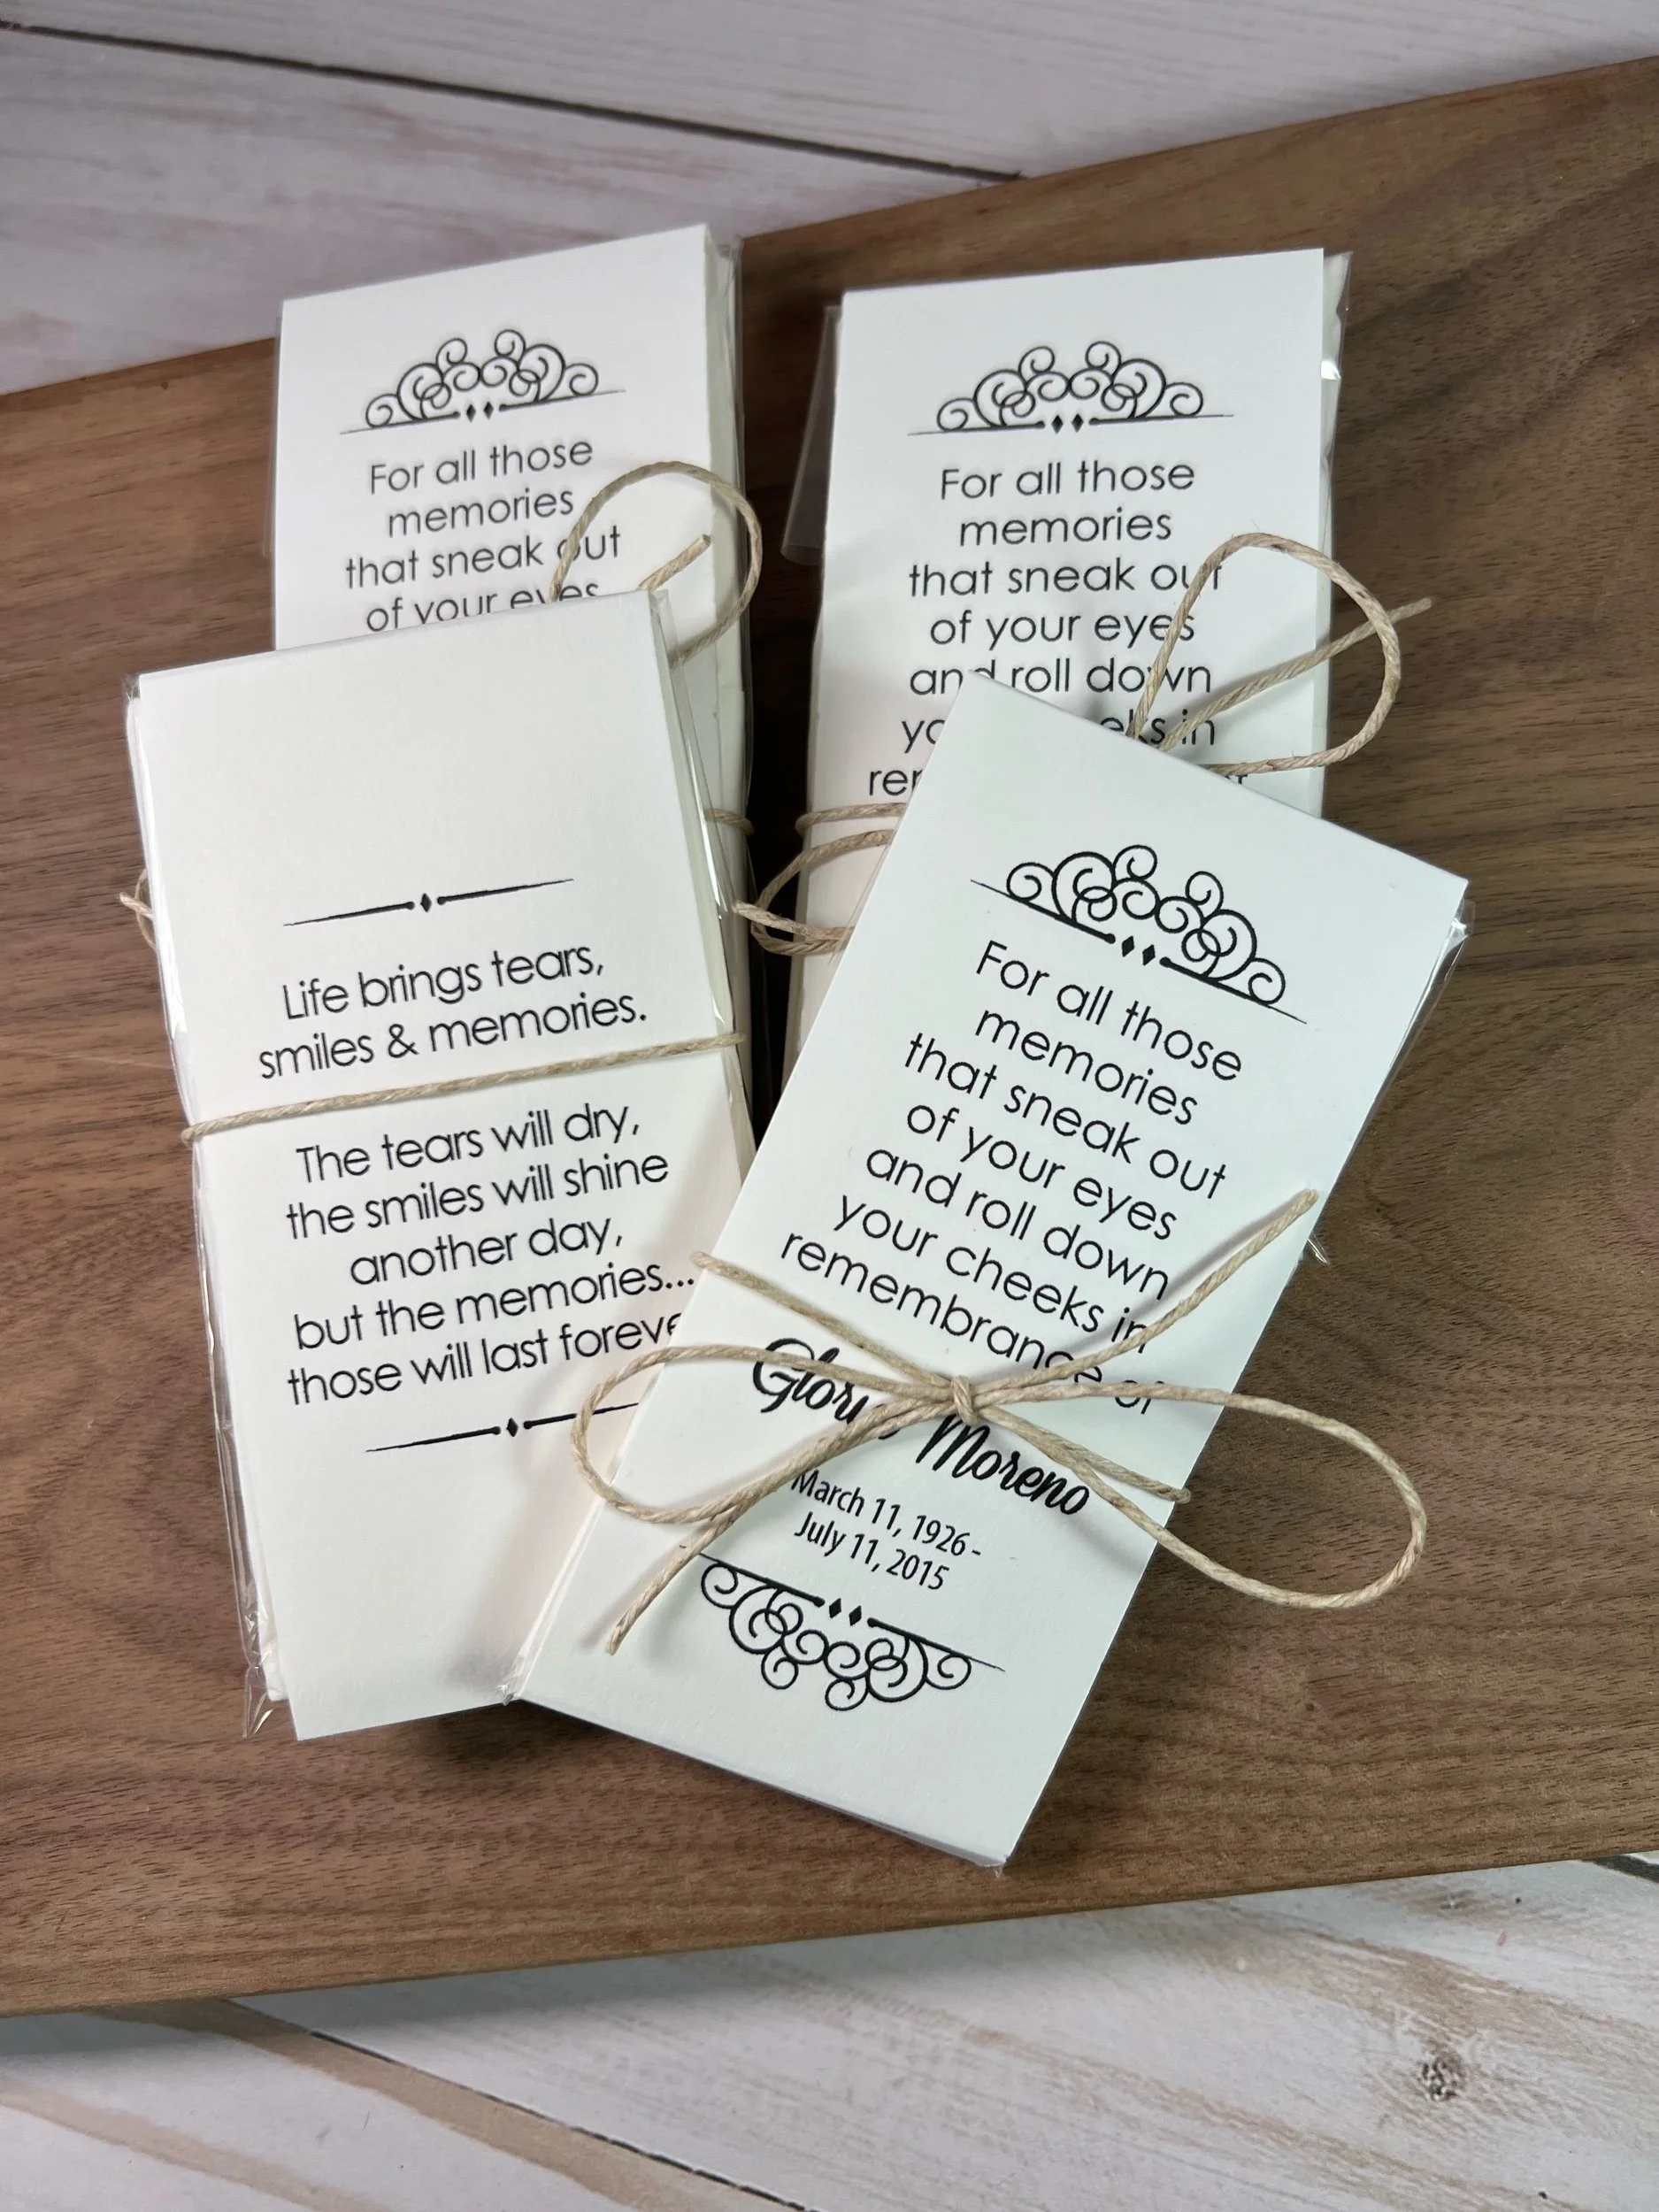 For all those
memories
that sneak out
of your eyes
For all those
memories
that sneak out
of your eyes
and roll down
in
Life brings tears,
smiles & memories.
The tears will dry,
the smiles will shine
another day,
but the memories...
those will last
For all those
memories
that sneak out
of your eyes
and roll down
your cheeks in
remembrance of
Gloria Moreno
March 11, 1926 -
July 11, 2015